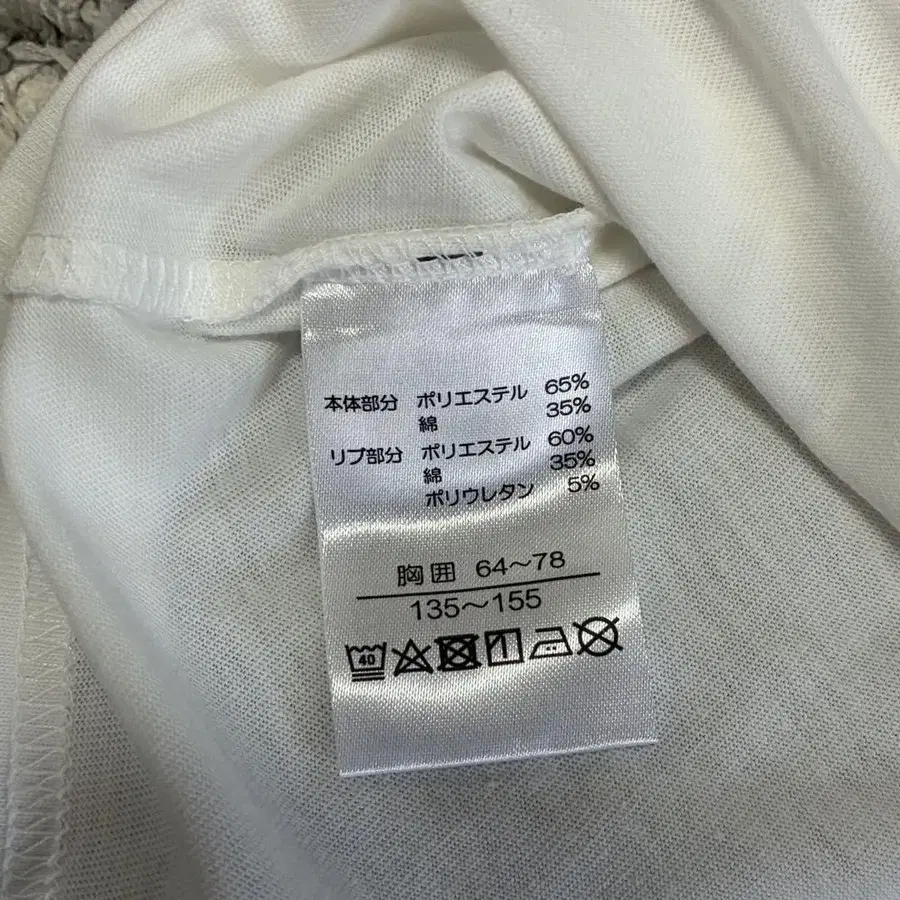 本体部分 ポリエステル 65%
綿 35%
リブ部分 ポリエステル 60%
綿 35%
ポリウレタン 5%
胸囲 64～78
135～155
40